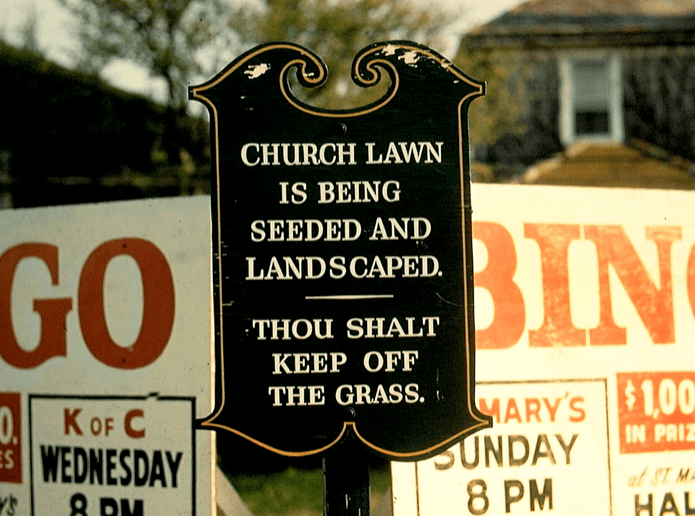 CHURCH LAWN
IS BEING
SEEDED AND
LANDSCAPED.
THOU SHALT
KEEP OFF
THE GRASS.
GO
K OF C
WEDNESDAY
8 PM
BIN
MARY'S
SUNDAY
8 PM
$1,00
IN PRIZ
at ST. M
HAL